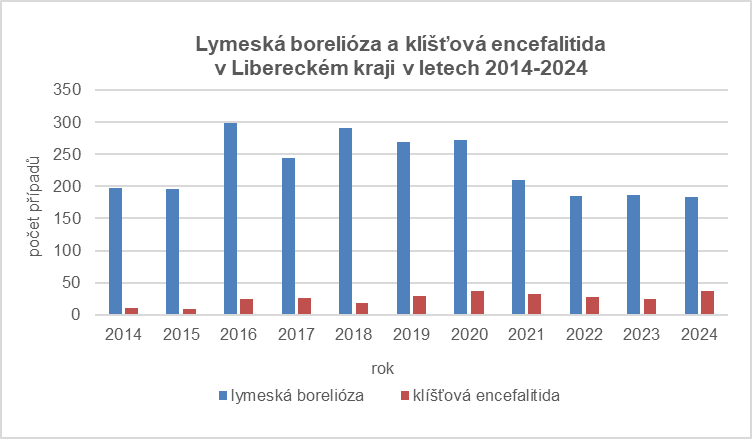 Lymeská borelióza a klíšťová encefalitida
v Libereckém kraji v letech 2014-2024
počet případů
350
300
250
200
150
100
50
0
2014 2015 2016 2017 2018 2019 2020 2021 2022 2023 2024
rok
lymeská borelióza klíšťová encefalitida